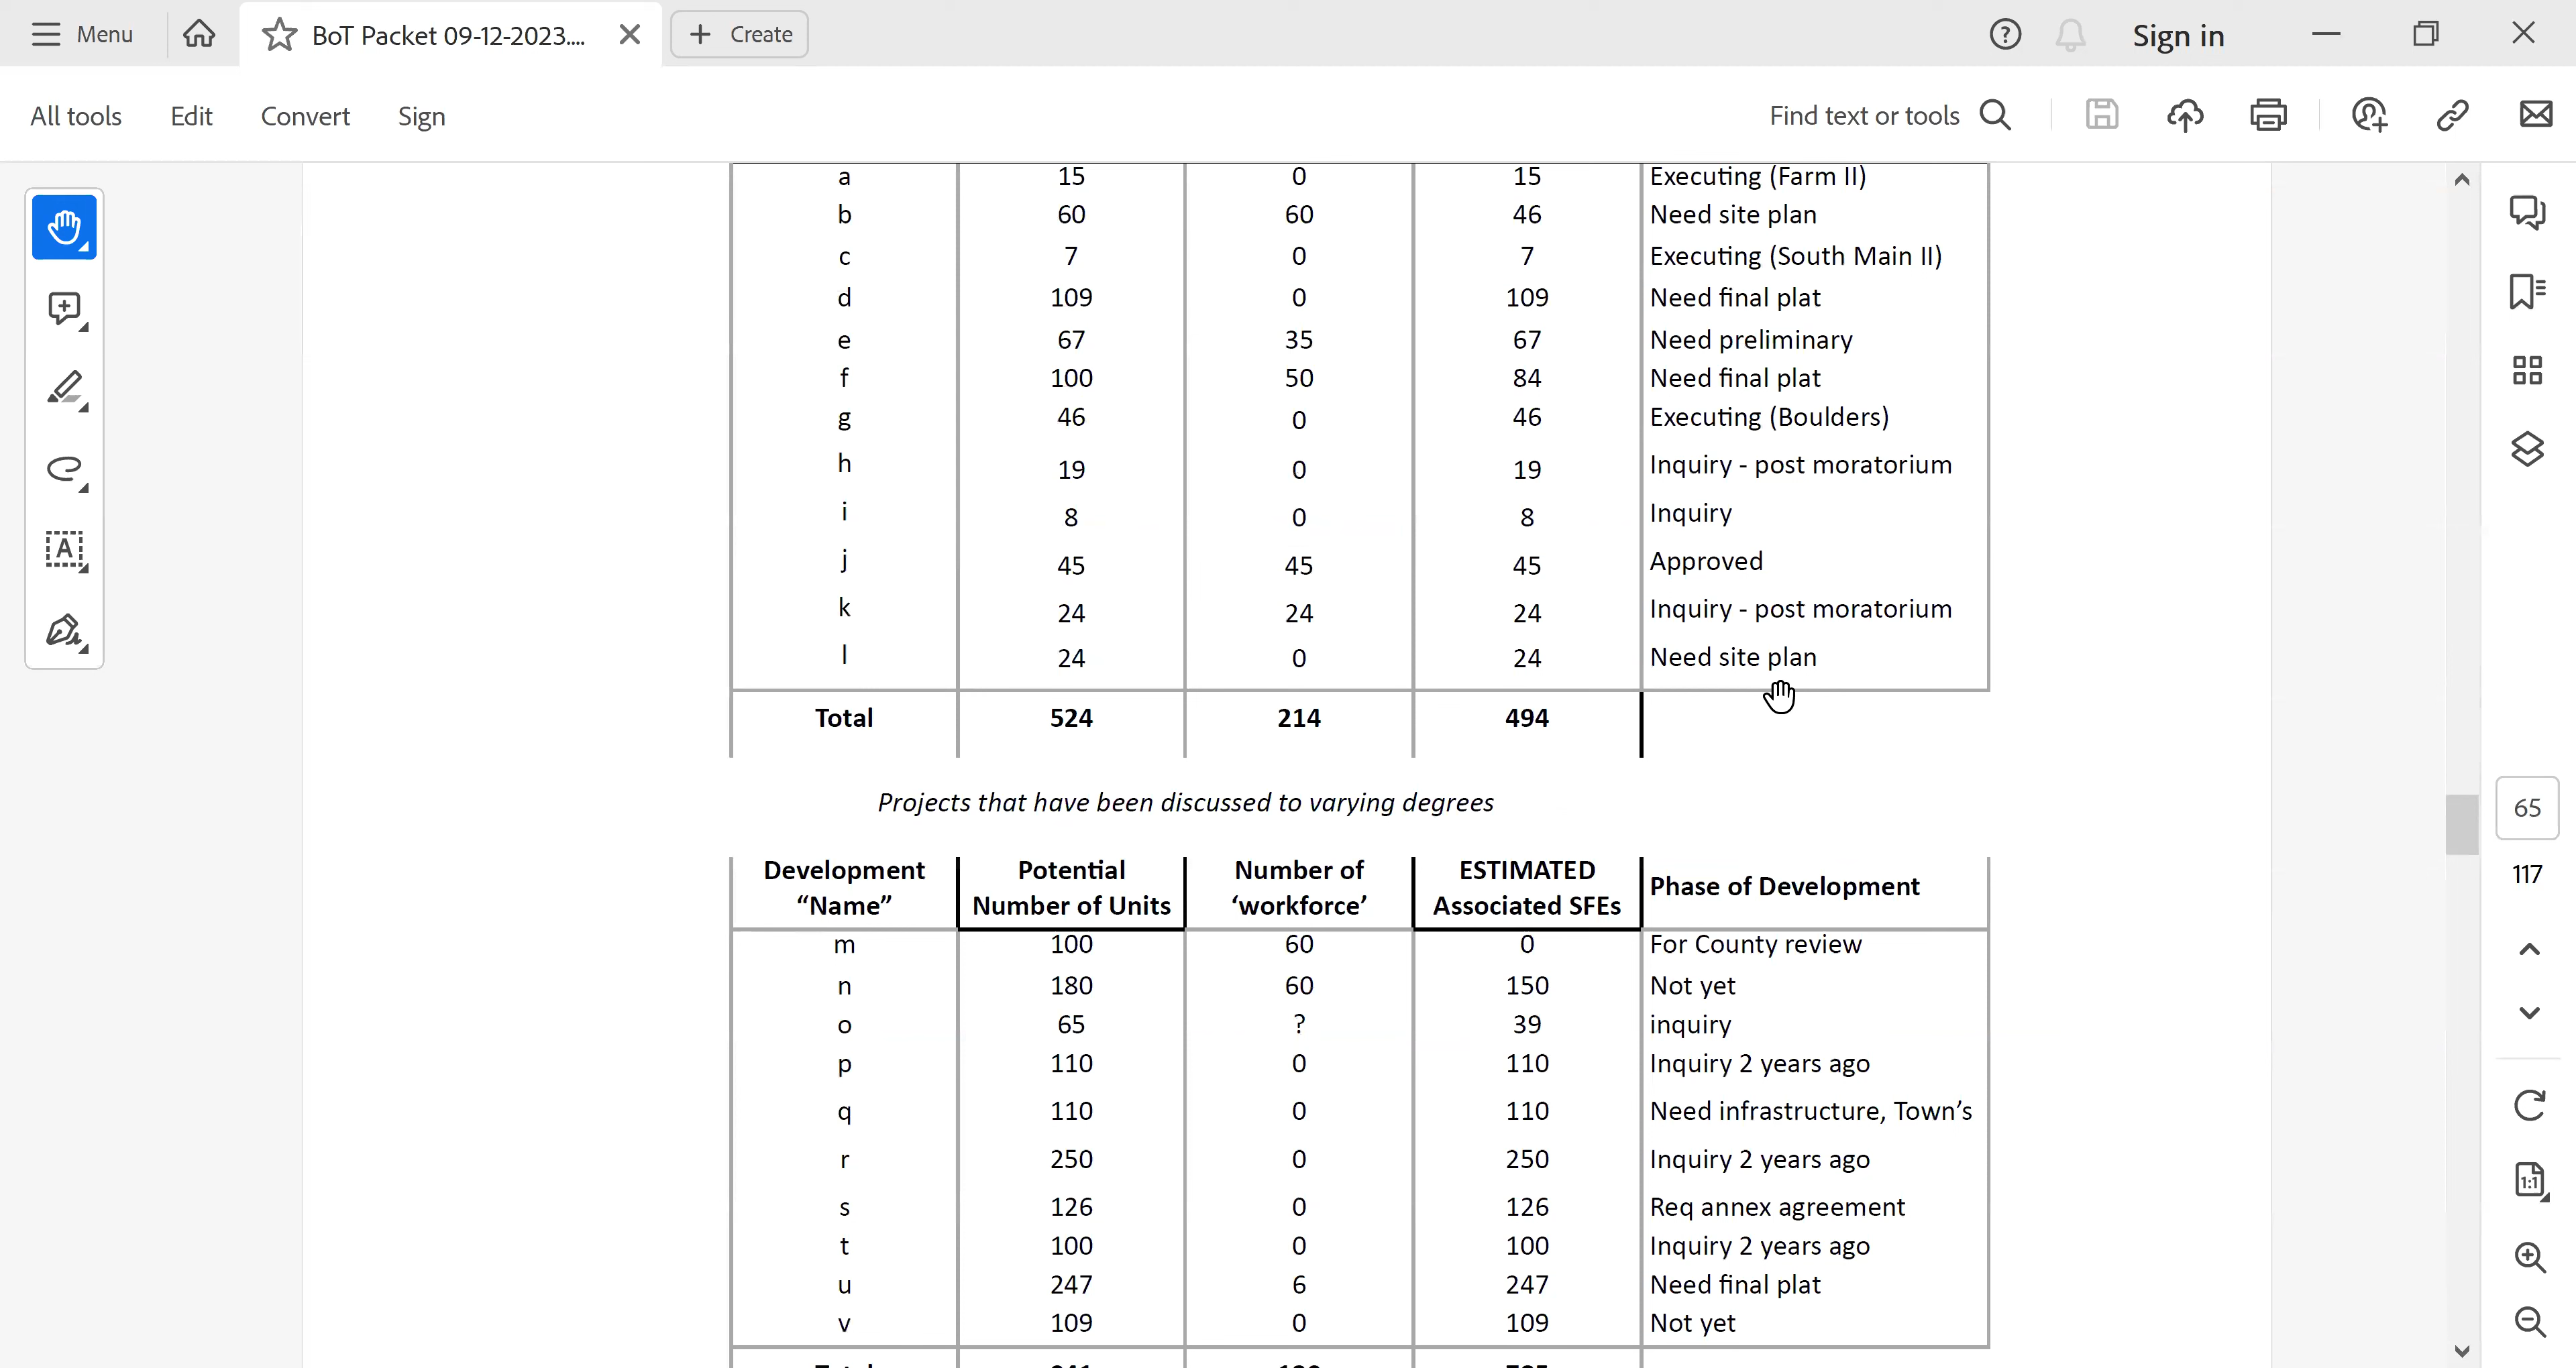 Menu
BoT Packet 09-12-2023....
Create
Sign in
All tools Edit Convert Sign
Find text or tools
a 15 0 15 Executing (Farm II)
b 60 60 46 Need site plan
c 7 0 7 Executing (South Main II)
d 109 0 109 Need final plat
e 67 35 67 Need preliminary
f 100 50 84 Need final plat
g 46 0 46 Executing (Boulders)
h 19 0 19 Inquiry - post moratorium
i 8 0 8 Inquiry
j 45 45 45 Approved
k 24 24 24 Inquiry - post moratorium
l 24 0 24 Need site plan
Total 524 214 494
Projects that have been discussed to varying degrees
Development Potential Number of ESTIMATED Phase of Development
“Name” Number of Units ‘workforce’ Associated SFEs
m 100 60 0 For County review
n 180 60 150 Not yet
o 65 ? 39 inquiry
p 110 0 110 Inquiry 2 years ago
q 110 0 110 Need infrastructure, Town’s
r 250 0 250 Inquiry 2 years ago
s 126 0 126 Req annex agreement
t 100 0 100 Inquiry 2 years ago
u 247 6 247 Need final plat
v 109 0 109 Not yet
65
117
1:1